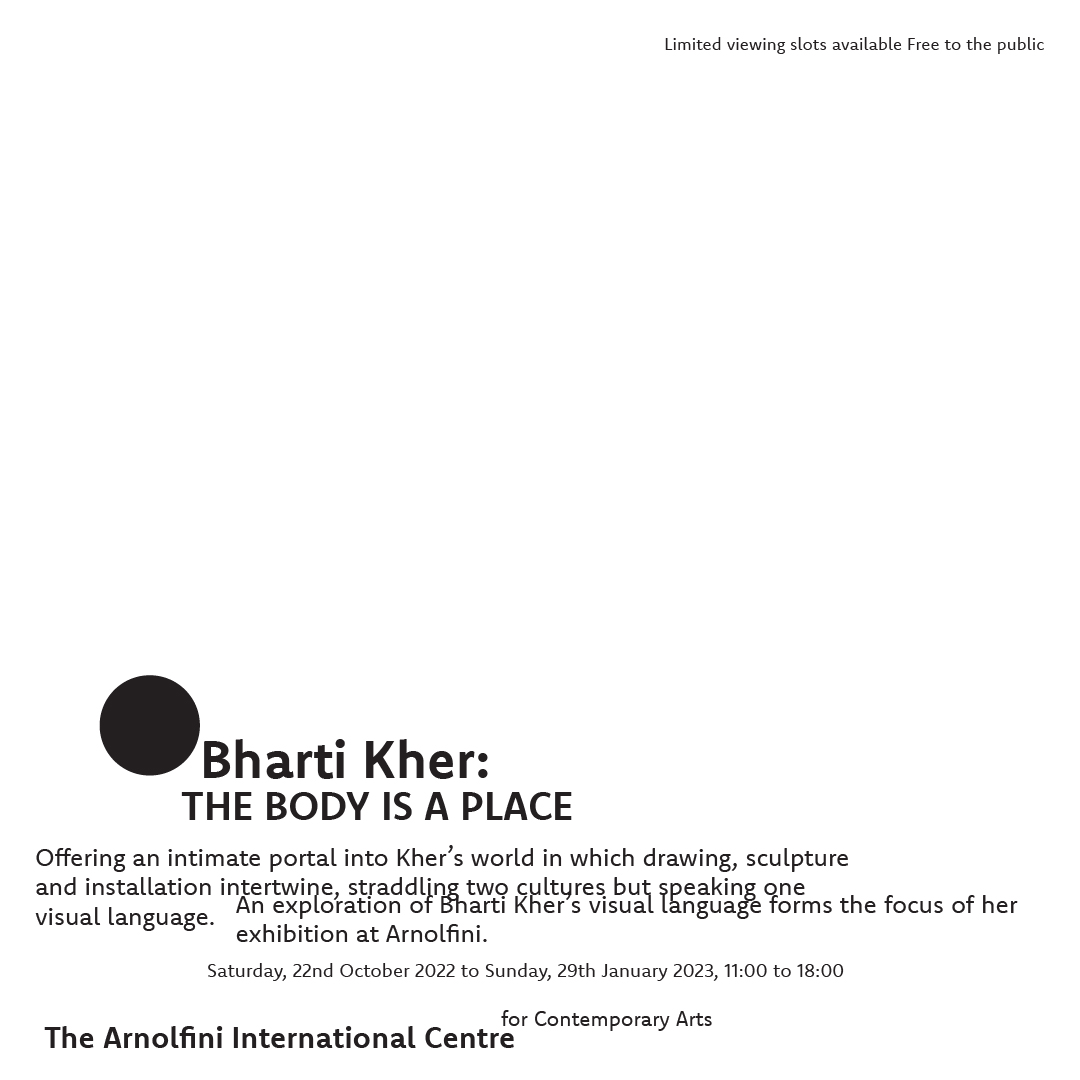 Limited viewing slots available Free to the public
Bharti Kher:
THE BODY IS A PLACE
Offering an intimate portal into Kher’s world in which drawing, sculpture
and installation intertwine, straddling two cultures but speaking one
visual language.
An exploration of Bharti Kher’s visual language forms the focus of her
exhibition at Arnolfini.
Saturday, 22nd October 2022 to Sunday, 29th January 2023, 11:00 to 18:00
for Contemporary Arts
The Arnolfini International Centre